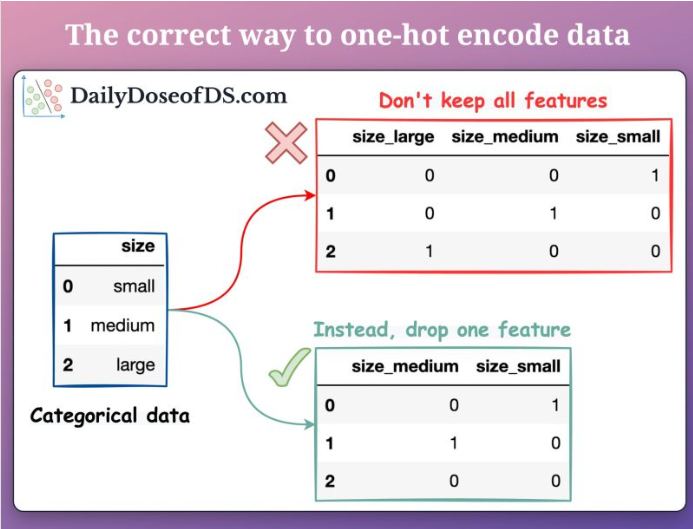 The correct way to one-hot encode data
DailyDoseofDS.com
Don't keep all features
size_large size_medium size_small
0 0 0 1
1 0 1 0
2 1 0 0
size
0 small
1 medium
2 large
Categorical data
Instead, drop one feature
size_medium size_small
0 0 1
1 1 0
2 0 0